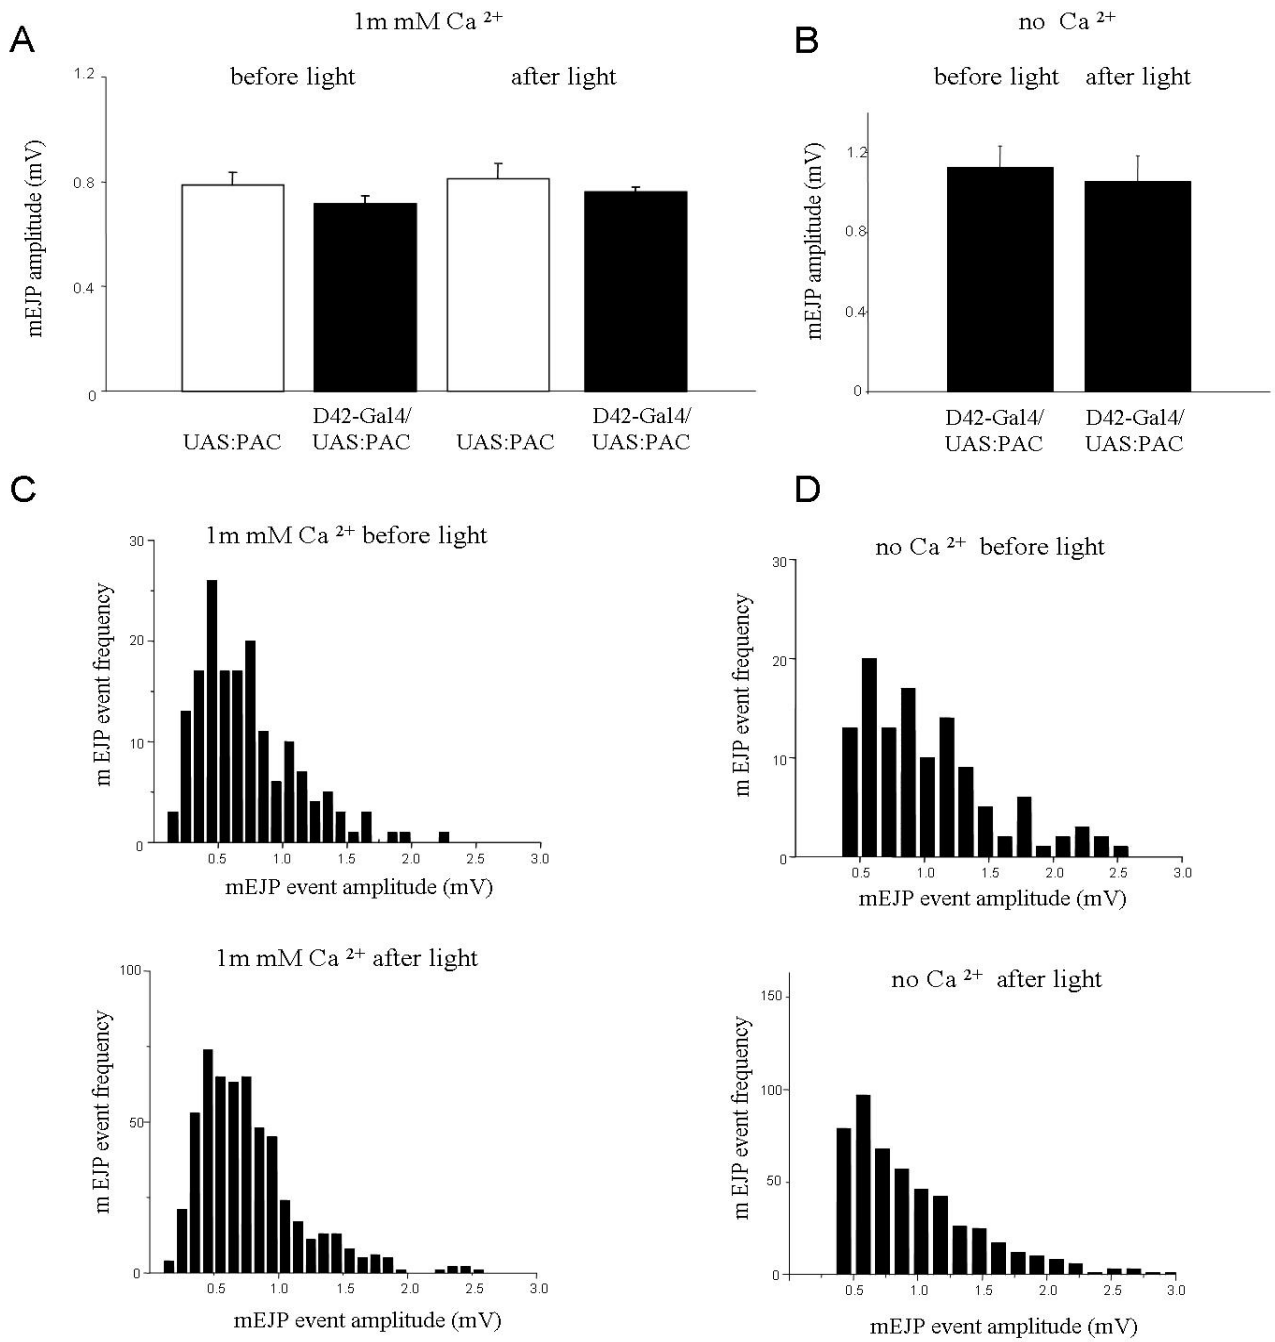 A
1m mM Ca 2+
before light
after light
mEJP amplitude (mV)
1.2
0.8
0.4
0
UAS:PAC
D42-Gal4/
UAS:PAC
UAS:PAC
D42-Gal4/
UAS:PAC
B
no Ca 2+
before light
after light
mEJP amplitude (mV)
1.2
0.8
0.4
0
D42-Gal4/
UAS:PAC
D42-Gal4/
UAS:PAC
C
1m mM Ca 2+ before light
m EJP event frequency
30
20
10
0
0.5 1.0 1.5 2.0 2.5 3.0
mEJP event amplitude (mV)
1m mM Ca 2+ after light
m EJP event frequency
100
50
0
0.5 1.0 1.5 2.0 2.5 3.0
mEJP event amplitude (mV)
D
no Ca 2+ before light
m EJP event frequency
30
20
10
0
0.5 1.0 1.5 2.0 2.5 3.0
mEJP event amplitude (mV)
no Ca 2+ after light
m EJP event frequency
150
100
50
0
0.5 1.0 1.5 2.0 2.5 3.0
mEJP event amplitude (mV)